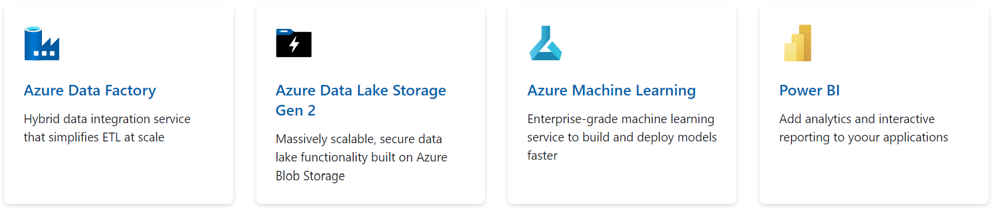 Azure Data Factory
Hybrid data integration service
that simplifies ETL at scale
Azure Data Lake Storage
Gen 2
Massively scalable, secure data
lake functionality built on Azure
Blob Storage
Azure Machine Learning
Enterprise-grade machine learning
service to build and deploy models
faster
Power BI
Add analytics and interactive
reporting to yoour applications